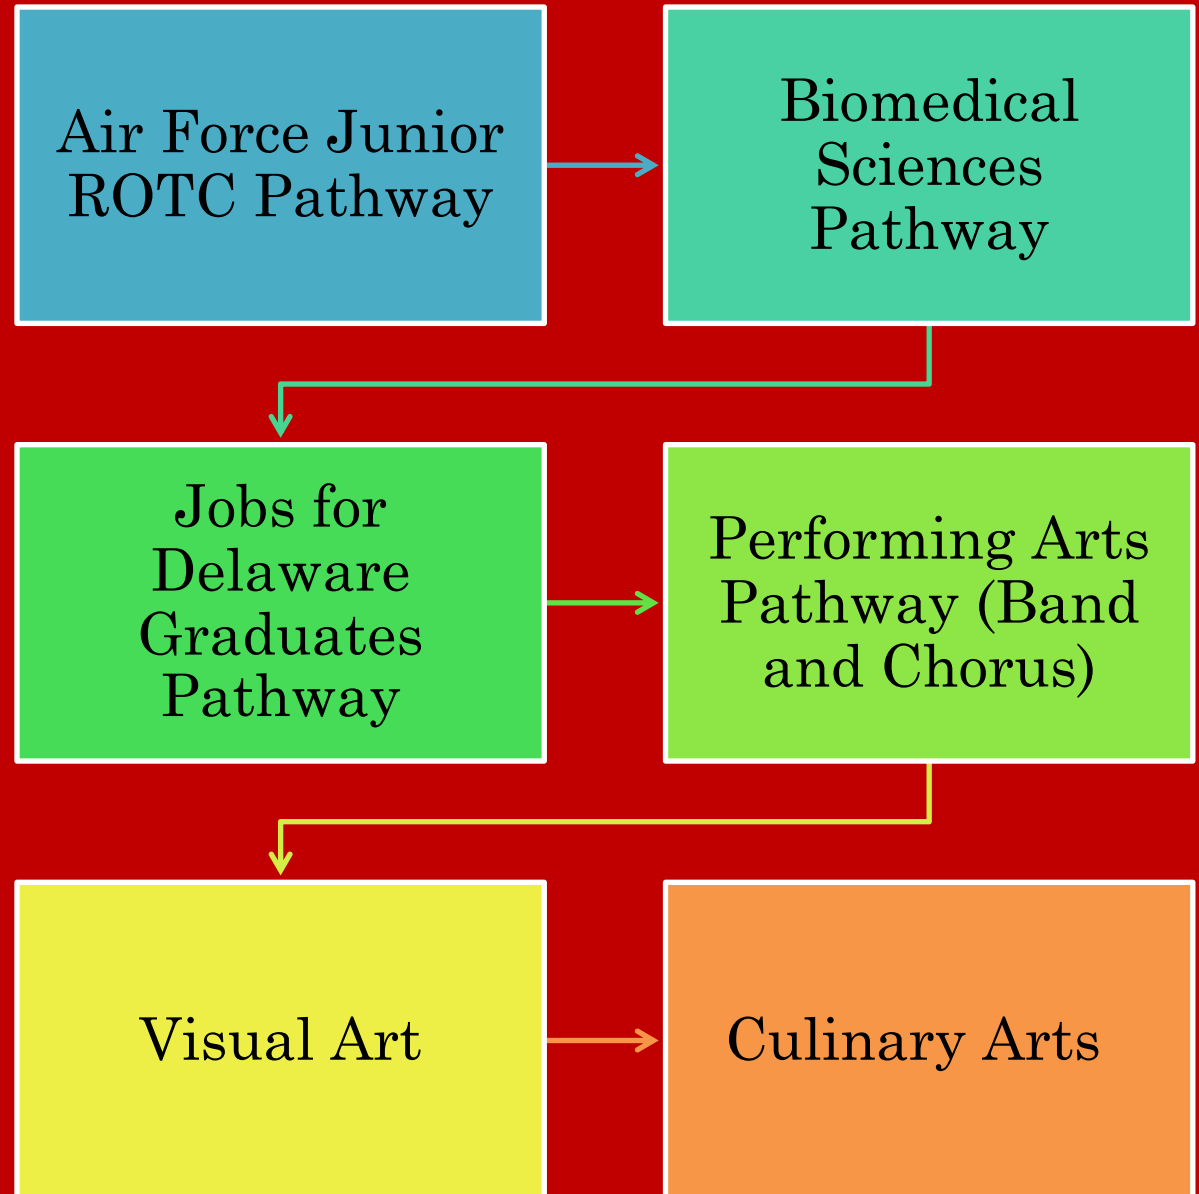 Air Force Junior
ROTC Pathway
Biomedical
Sciences
Pathway
Jobs for
Delaware
Graduates
Pathway
Performing Arts
Pathway (Band
and Chorus)
Visual Art
Culinary Arts